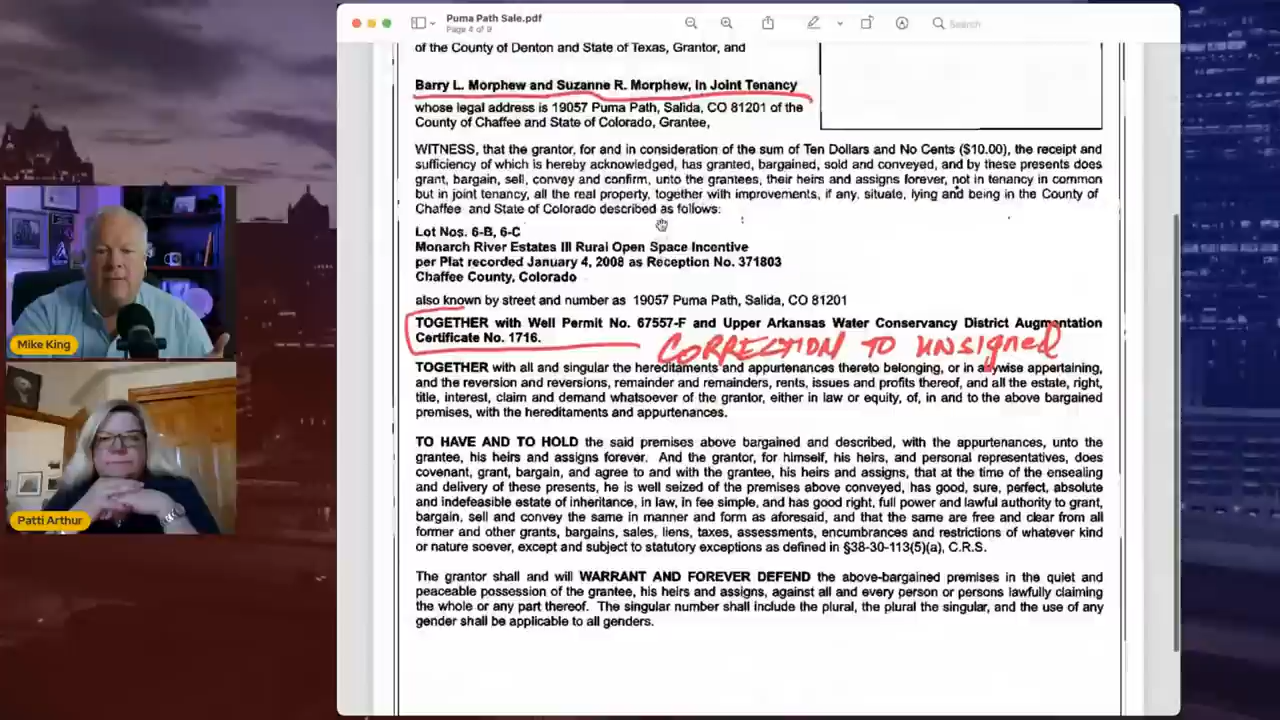 Puma Path Sale.pdf
Page 4 of 9
Search
of the County of Denton and State of Texas, Grantor, and
Barry L. Morphew and Suzanne R. Morphew, In Joint Tenancy
whose legal address is 19057 Puma Path, Salida, CO 81201 of the
County of Chaffee and State of Colorado, Grantee,
WITNESS, that the grantor, for and in consideration of the sum of Ten Dollars and No Cents ($10.00), the receipt and
sufficiency of which is hereby acknowledged, has granted, bargained, sold and conveyed, and by these presents does
grant, bargain, sell, convey and confirm, unto the grantees, their heirs and assigns forever, not in tenancy in common
but in joint tenancy, all the real property, together with improvements, if any, situate, lying and being in the County of
Chaffee and State of Colorado described as follows:
Lot Nos. 6-B, 6-C
Monarch River Estates III Rural Open Space Incentive
per Plat recorded January 4, 2008 as Reception No. 371803
Chaffee County, Colorado
also known by street and number as 19057 Puma Path, Salida, CO 81201
TOGETHER with Well Permit No. 67557-F and Upper Arkansas Water Conservancy District Augmentation
Certificate No. 1716.
CORRECTION TO UNSIGNED
TOGETHER with all and singular the hereditaments and appurtenances thereto belonging, or in anywise appertaining,
and the reversion and reversions, remainder and remainders, rents, issues and profits thereof, and all the estate, right,
title, interest, claim and demand whatsoever of the grantor, either in law or equity, of, in and to the above bargained
premises, with the hereditaments and appurtenances.
TO HAVE AND TO HOLD the said premises above bargained and described, with the appurtenances, unto the
grantee, his heirs and assigns forever. And the grantor, for himself, his heirs, and personal representatives, does
covenant, grant, bargain, and agree to and with the grantee, his heirs and assigns, that at the time of the ensealing
and delivery of these presents, he is well seized of the premises above conveyed, has good, sure, perfect, absolute
and indefeasible estate of inheritance, in law, in fee simple, and has good right, full power and lawful authority to grant,
bargain, sell and convey the same in manner and form as aforesaid, and that the same are free and clear from all
former and other grants, bargains, sales, liens, taxes, assessments, encumbrances and restrictions of whatever kind
or nature soever, except and subject to statutory exceptions as defined in §38-30-113(5)(a), C.R.S.
The grantor shall and will WARRANT AND FOREVER DEFEND the above-bargained premises in the quiet and
peaceable possession of the grantee, his heirs and assigns, against all and every person or persons lawfully claiming
the whole or any part thereof. The singular number shall include the plural, the plural the singular, and the use of any
gender shall be applicable to all genders.
Mike King
Patti Arthur